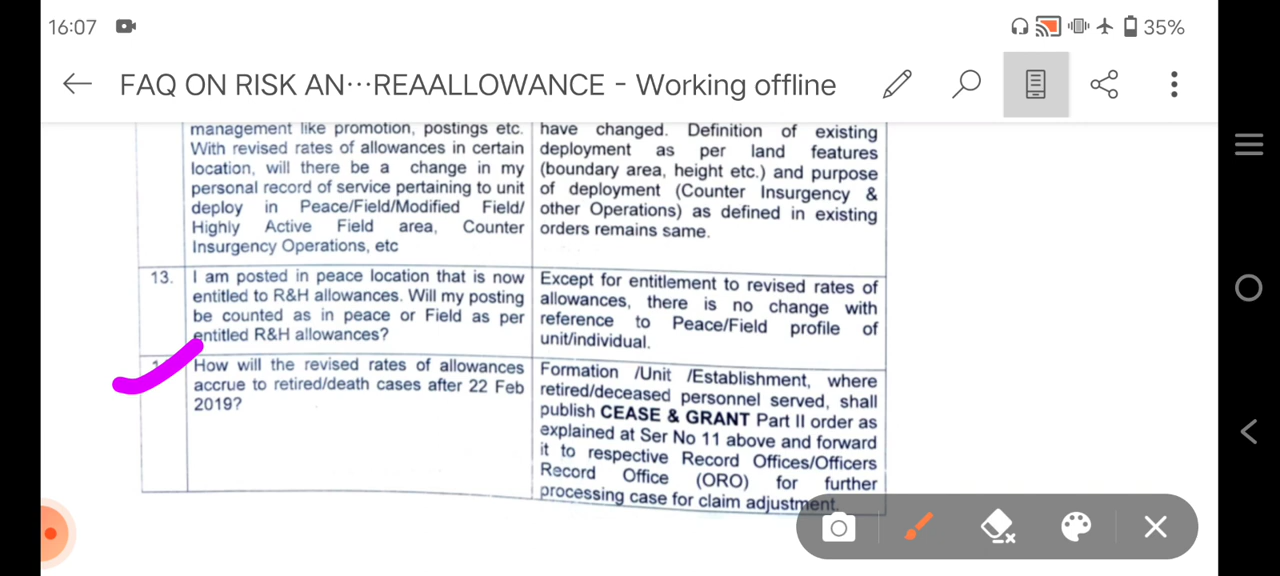 16:07
35%
FAQ ON RISK AN···REAALLOWANCE - Working offline
management like promotion, postings etc.
With revised rates of allowances in certain
location, will there be a change in my
personal record of service pertaining to unit
deploy in Peace/Field/Modified Field/
Highly Active Field area, Counter
Insurgency Operations, etc
have changed. Definition of existing
deployment as per land features
(boundary area, height etc.) and purpose
of deployment (Counter Insurgency &
other Operations) as defined in existing
orders remains same.
13.
I am posted in peace location that is now
entitled to R&H allowances. Will my posting
be counted as in peace or Field as per
entitled R&H allowances?
Except for entitlement to revised rates of
allowances, there is no change with
reference to Peace/Field profile of
unit/individual.
How will the revised rates of allowances
accrue to retired/death cases after 22 Feb
2019?
Formation /Unit /Establishment, where
retired/deceased personnel served, shall
publish CEASE & GRANT Part II order as
explained at Ser No 11 above and forward
it to respective Record Offices/Officers
Record Office (ORO) for further
processing case for claim adjustment.